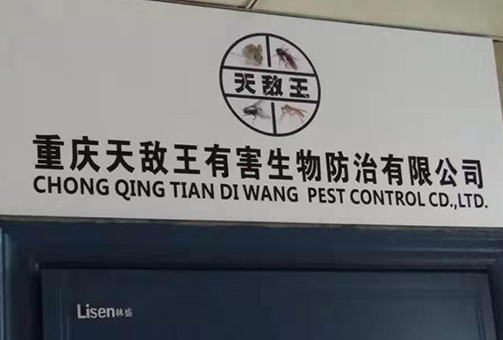 天敌王
重庆天敌王有害生物防治有限公司
CHONG QING TIAN DI WANG PEST CONTROL CD.,LTD.
Lisen林盛